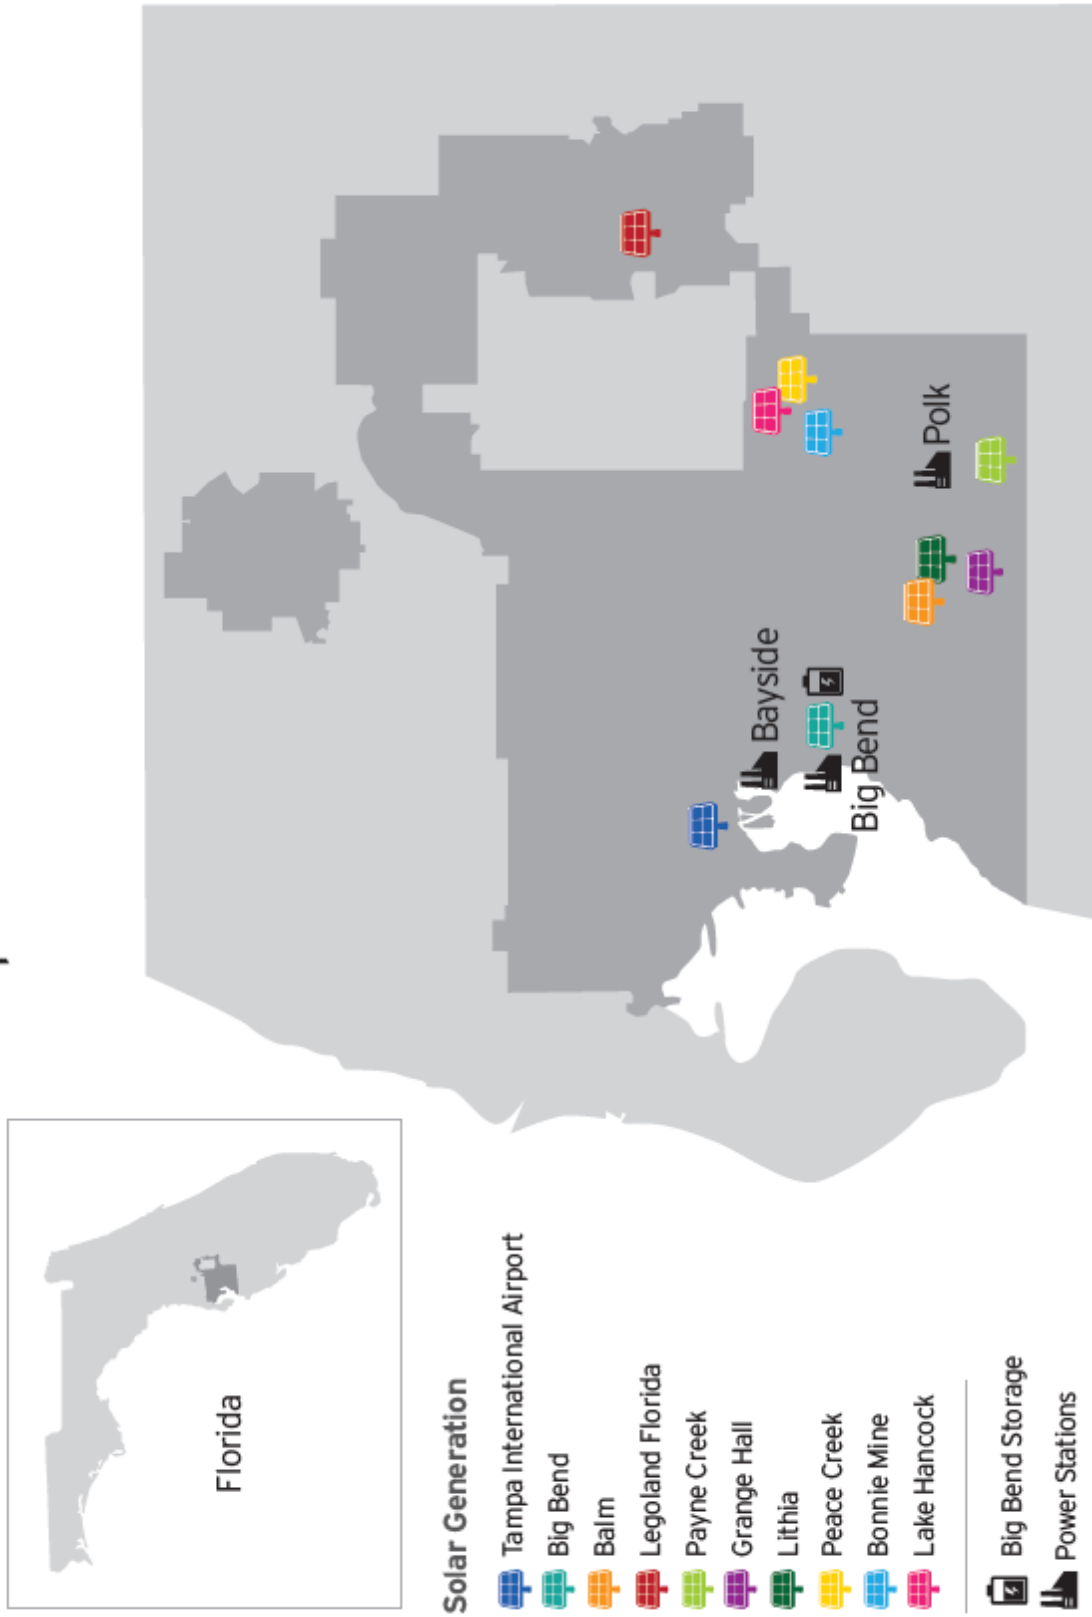 Florida
Solar Generation
Tampa International Airport
Big Bend
Balm
Legoland Florida
Payne Creek
Grange Hall
Lithia
Peace Creek
Bonnie Mine
Lake Hancock
Big Bend Storage
Power Stations
Bayside
Big Bend
Polk